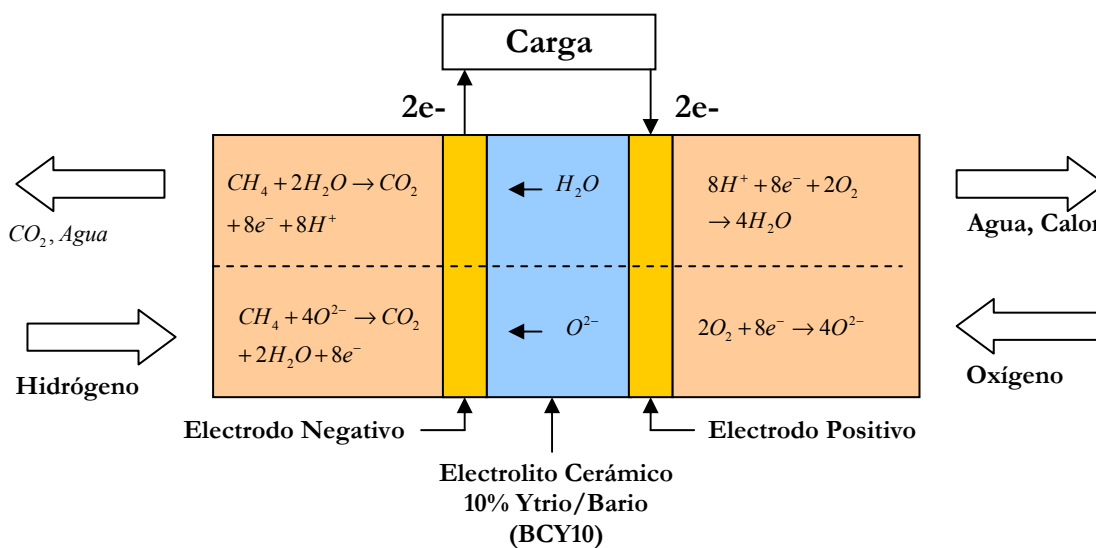 Carga
2e-
2e-
CH₄ + 2H₂O → CO₂
+ 8e⁻ + 8H⁺
H₂O
8H⁺ + 8e⁻ + 2O₂
→ 4H₂O
CO₂, Agua
Agua, Calor
CH₄ + 4O²⁻ → CO₂
+ 2H₂O + 8e⁻
O²⁻
2O₂ + 8e⁻ → 4O²⁻
Hidrógeno
Oxígeno
Electrodo Negativo
Electrodo Positivo
Electrolito Cerámico
10% Ytrio/Bario
(BCY10)